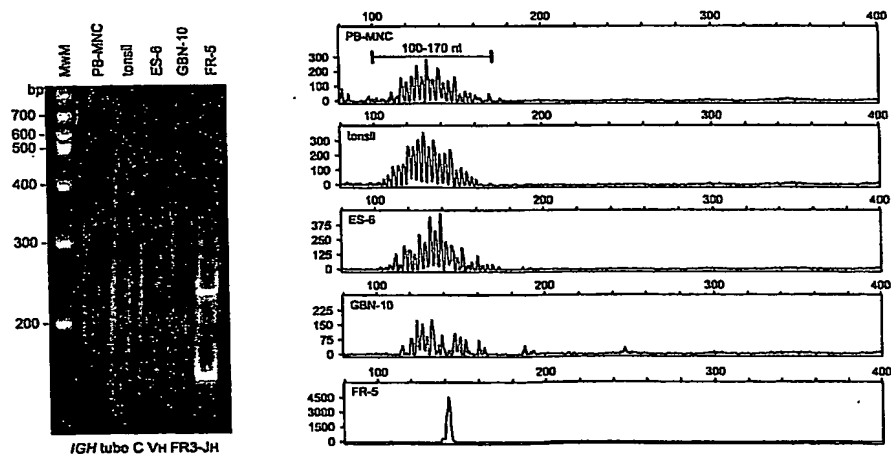 MwM
PB-MNC
tonsil
ES-6
GBN-10
FR-5
bp
700
600
500
400
300
200
IGH tubo C VH FR3-JH
100 200 300 400
PB-MNC
100-170 nt
300
200
100
0
100 200 300 400
tonsil
300
200
100
0
100 200 300 400
ES-6
375
250
125
0
100 200 300 400
GBN-10
225
150
75
0
100 200 300 400
FR-5
4500
3000
1500
0